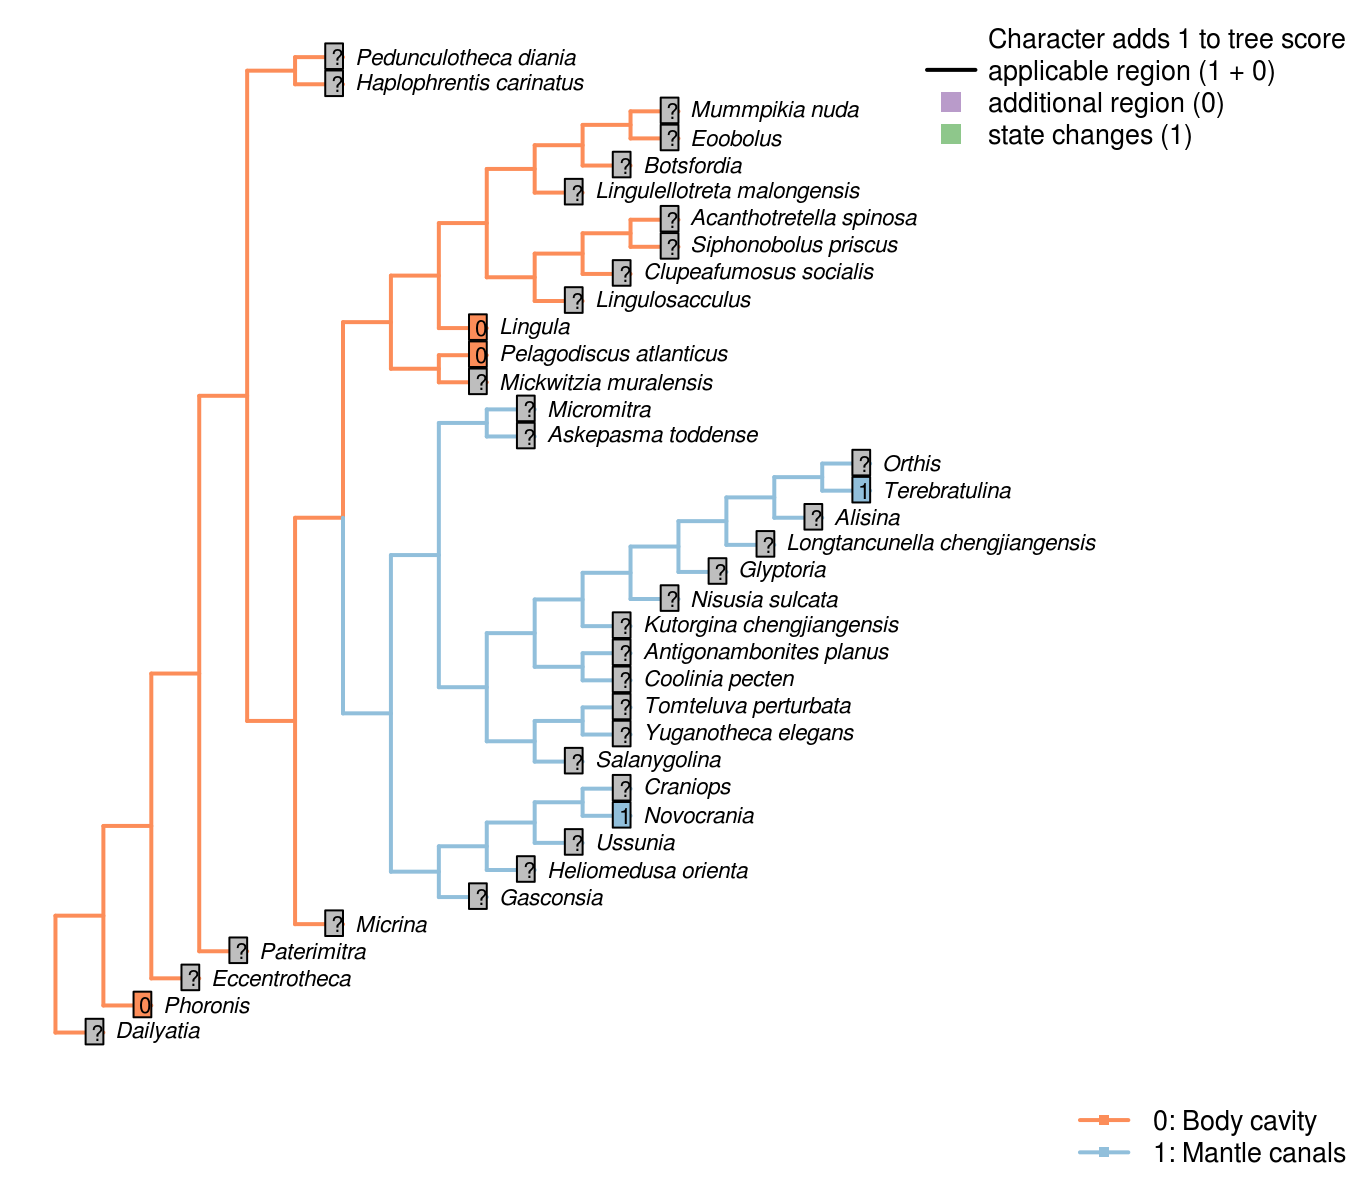 Character adds 1 to tree score
applicable region (1 + 0)
additional region (0)
state changes (1)
? Pedunculotheca diania
? Haplophrentis carinatus
? Mummpikia nuda
? Eoobolus
? Botsfordia
? Lingulellotreta malongensis
? Acanthotretella spinosa
? Siphonobolus priscus
? Clupeafumosus socialis
? Lingulosacculus
0 Lingula
0 Pelagodiscus atlanticus
? Mickwitzia muralensis
? Micromitra
? Askepasma toddense
? Orthis
1 Terebratulina
? Alisina
? Longtancunella chengjiangensis
? Glyptoria
? Nisusia sulcata
? Kutorgina chengjiangensis
? Antigonambonites planus
? Coolinia pecten
? Tomteluva perturbata
? Yuganotheca elegans
? Salanygolina
? Craniops
1 Novocrania
? Ussunia
? Heliomedusa orienta
? Gasconsia
? Micrina
? Paterimitra
? Eccentrotheca
0 Phoronis
? Dailyatia
0: Body cavity
1: Mantle canals